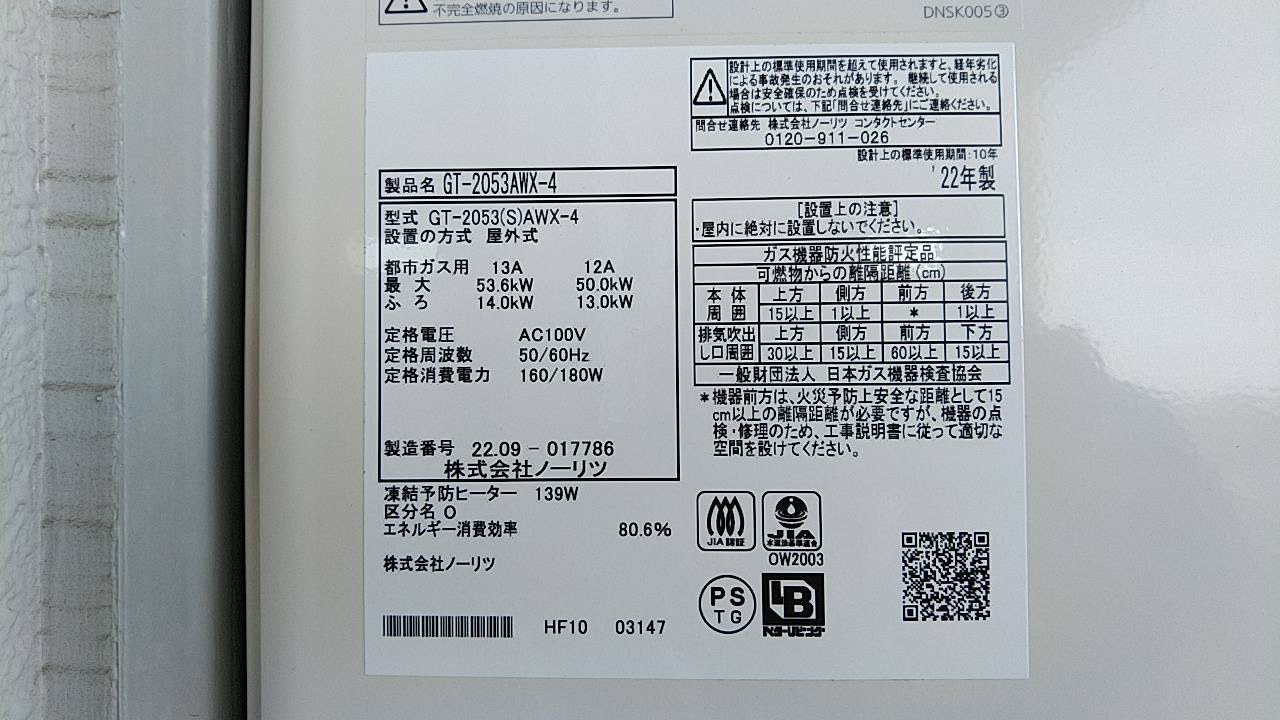 不完全燃焼の原因になります。
DNSK005③
設計上の標準使用期間を超えて使用されますと、経年劣化
による事故発生のおそれがあります。継続して使用される
場合は安全確保のため点検を受けてください。
点検については、下記「問合せ連絡先」にご連絡ください。
問合せ連絡先 株式会社ノーリツ コンタクトセンター
0120-911-026
設計上の標準使用期間:10年
'22年製
製品名 GT-2053AWX-4
型式 GT-2053(S)AWX-4
設置の方式 屋外式
都市ガス用 13A 12A
最大 53.6kW 50.0kW
ふろ 14.0kW 13.0kW
定格電圧 AC100V
定格周波数 50/60Hz
定格消費電力 160/180W
製造番号 22.09-017786
株式会社ノーリツ
凍結予防ヒーター 139W
区分名 O
エネルギー消費効率 80.6%
株式会社ノーリツ
HF10 03147
[設置上の注意]
・屋内に絶対に設置しないでください。
ガス機器防火性能評定品
可燃物からの離隔距離(cm)
本体 上方 側方 前方 後方
周囲 15以上 1以上 * 1以上
排気吹出 上方 側方 前方 下方
し口周囲 30以上 15以上 60以上 15以上
一般財団法人 日本ガス機器検査協会
*機器前方は、火災予防上安全な距離として15
cm以上の離隔距離が必要ですが、機器の点
検・修理のため、工事説明書に従って適切な
空間を設けてください。
JIA認証
JIA
水道法基準適合
OW2003
PS
TG
LB
ベターリビング